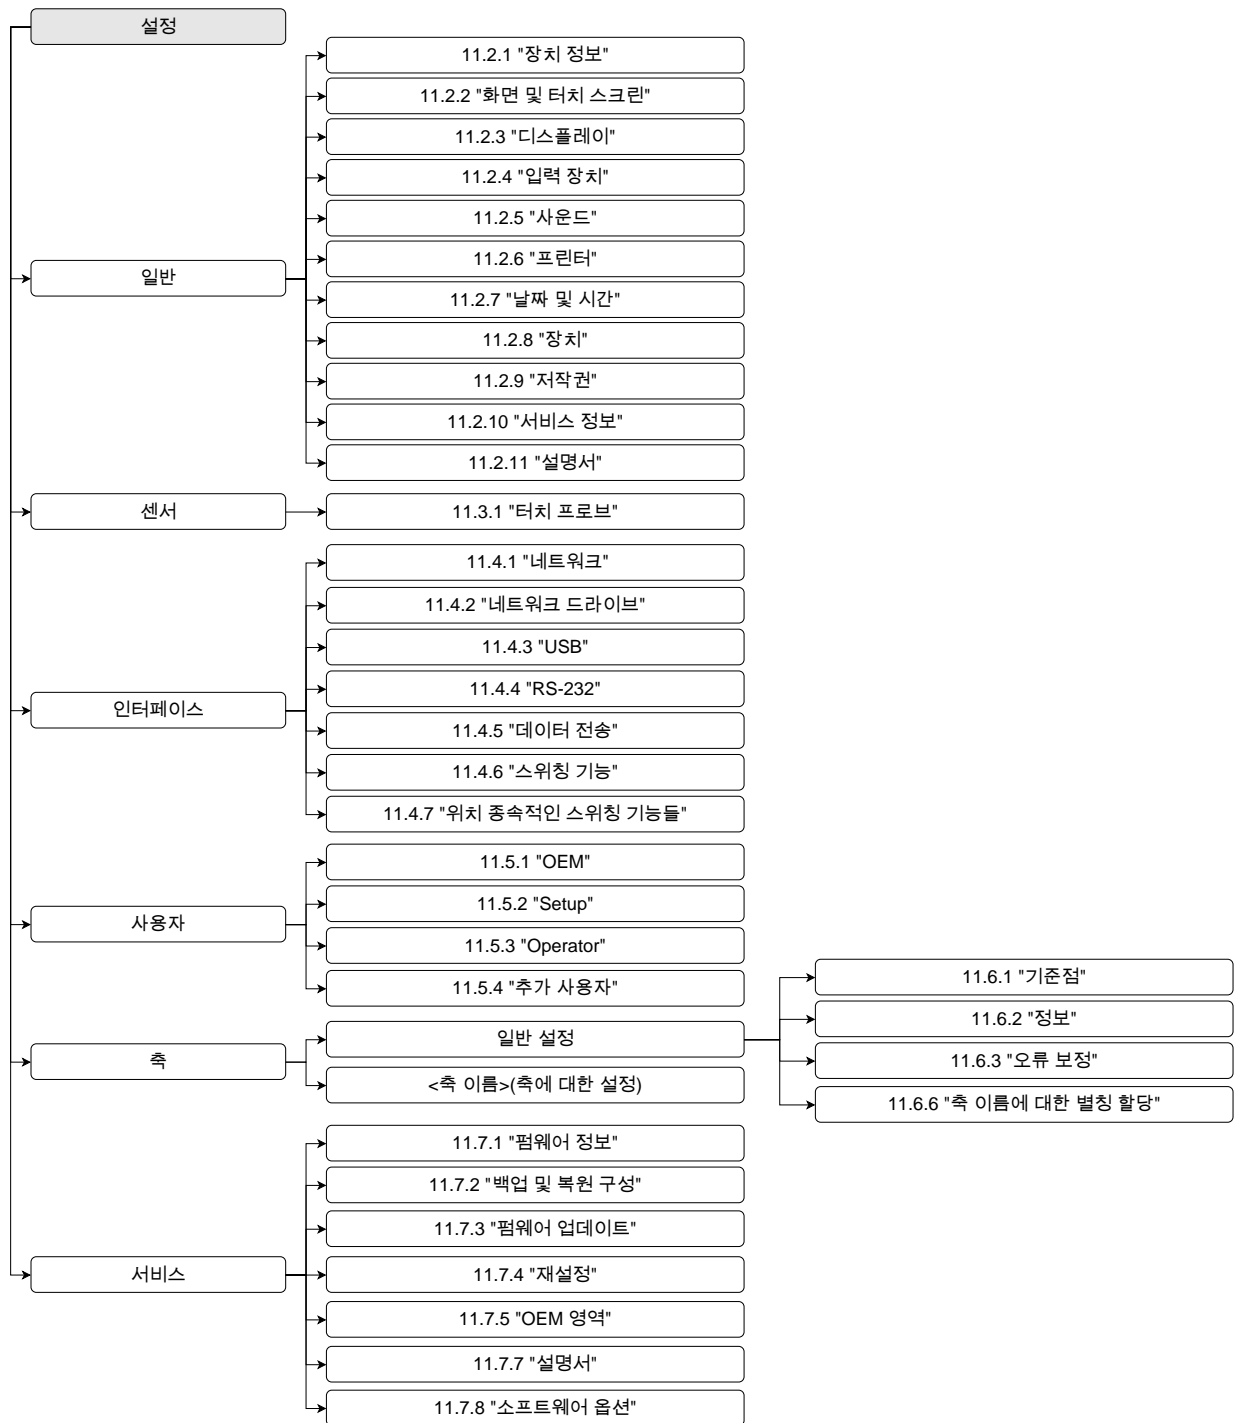 설정
일반
11.2.1 "장치 정보"
11.2.2 "화면 및 터치 스크린"
11.2.3 "디스플레이"
11.2.4 "입력 장치"
11.2.5 "사운드"
11.2.6 "프린터"
11.2.7 "날짜 및 시간"
11.2.8 "장치"
11.2.9 "저작권"
11.2.10 "서비스 정보"
11.2.11 "설명서"
센서
11.3.1 "터치 프로브"
인터페이스
11.4.1 "네트워크"
11.4.2 "네트워크 드라이브"
11.4.3 "USB"
11.4.4 "RS-232"
11.4.5 "데이터 전송"
11.4.6 "스위칭 기능"
11.4.7 "위치 종속적인 스위칭 기능들"
사용자
11.5.1 "OEM"
11.5.2 "Setup"
11.5.3 "Operator"
11.5.4 "추가 사용자"
축
일반 설정
<축 이름>(축에 대한 설정)
11.6.1 "기준점"
11.6.2 "정보"
11.6.3 "오류 보정"
11.6.6 "축 이름에 대한 별칭 할당"
서비스
11.7.1 "펌웨어 정보"
11.7.2 "백업 및 복원 구성"
11.7.3 "펌웨어 업데이트"
11.7.4 "재설정"
11.7.5 "OEM 영역"
11.7.7 "설명서"
11.7.8 "소프트웨어 옵션"